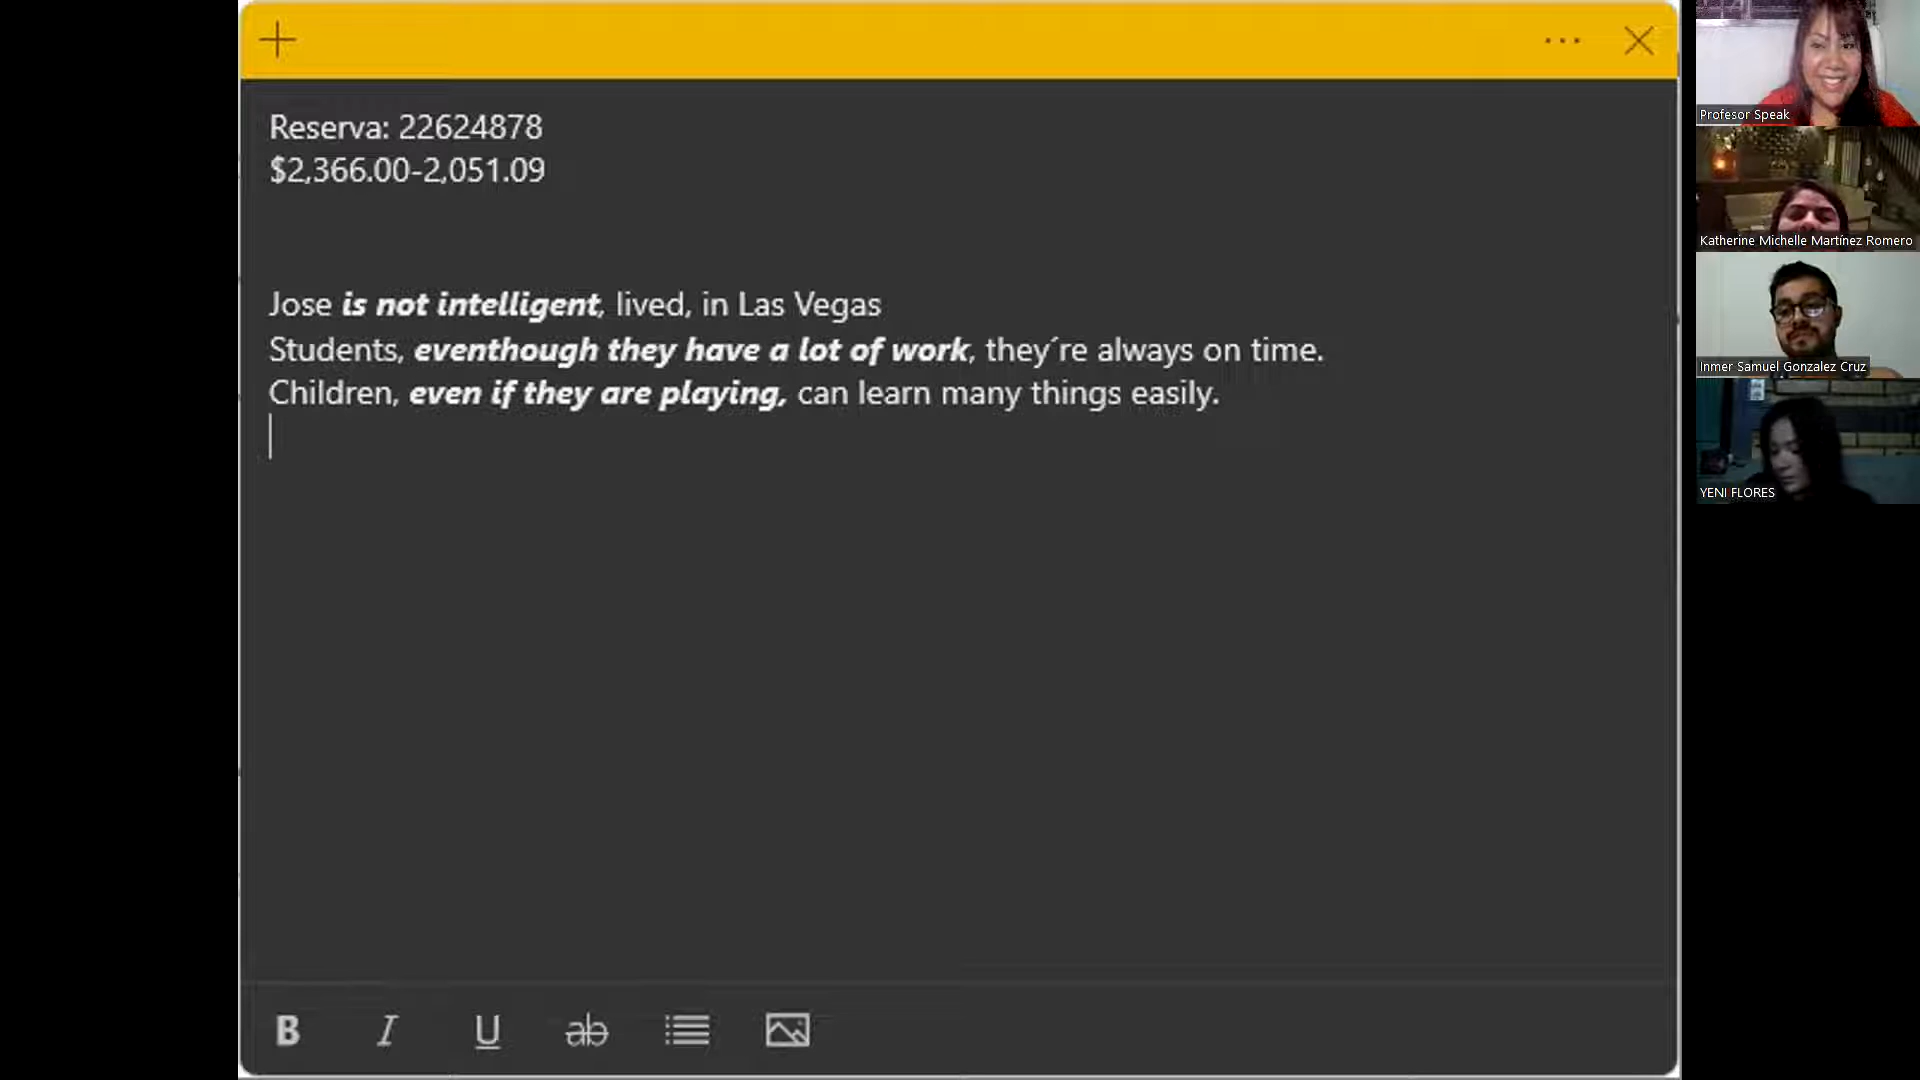 Reserva: 22624878
$2,366.00-2,051.09
Jose is not intelligent, lived, in Las Vegas
Students, eventhough they have a lot of work, they´re always on time.
Children, even if they are playing, can learn many things easily.
B I U ab
Profesor Speak
Katherine Michelle Martínez Romero
Inmer Samuel Gonzalez Cruz
YENI FLORES